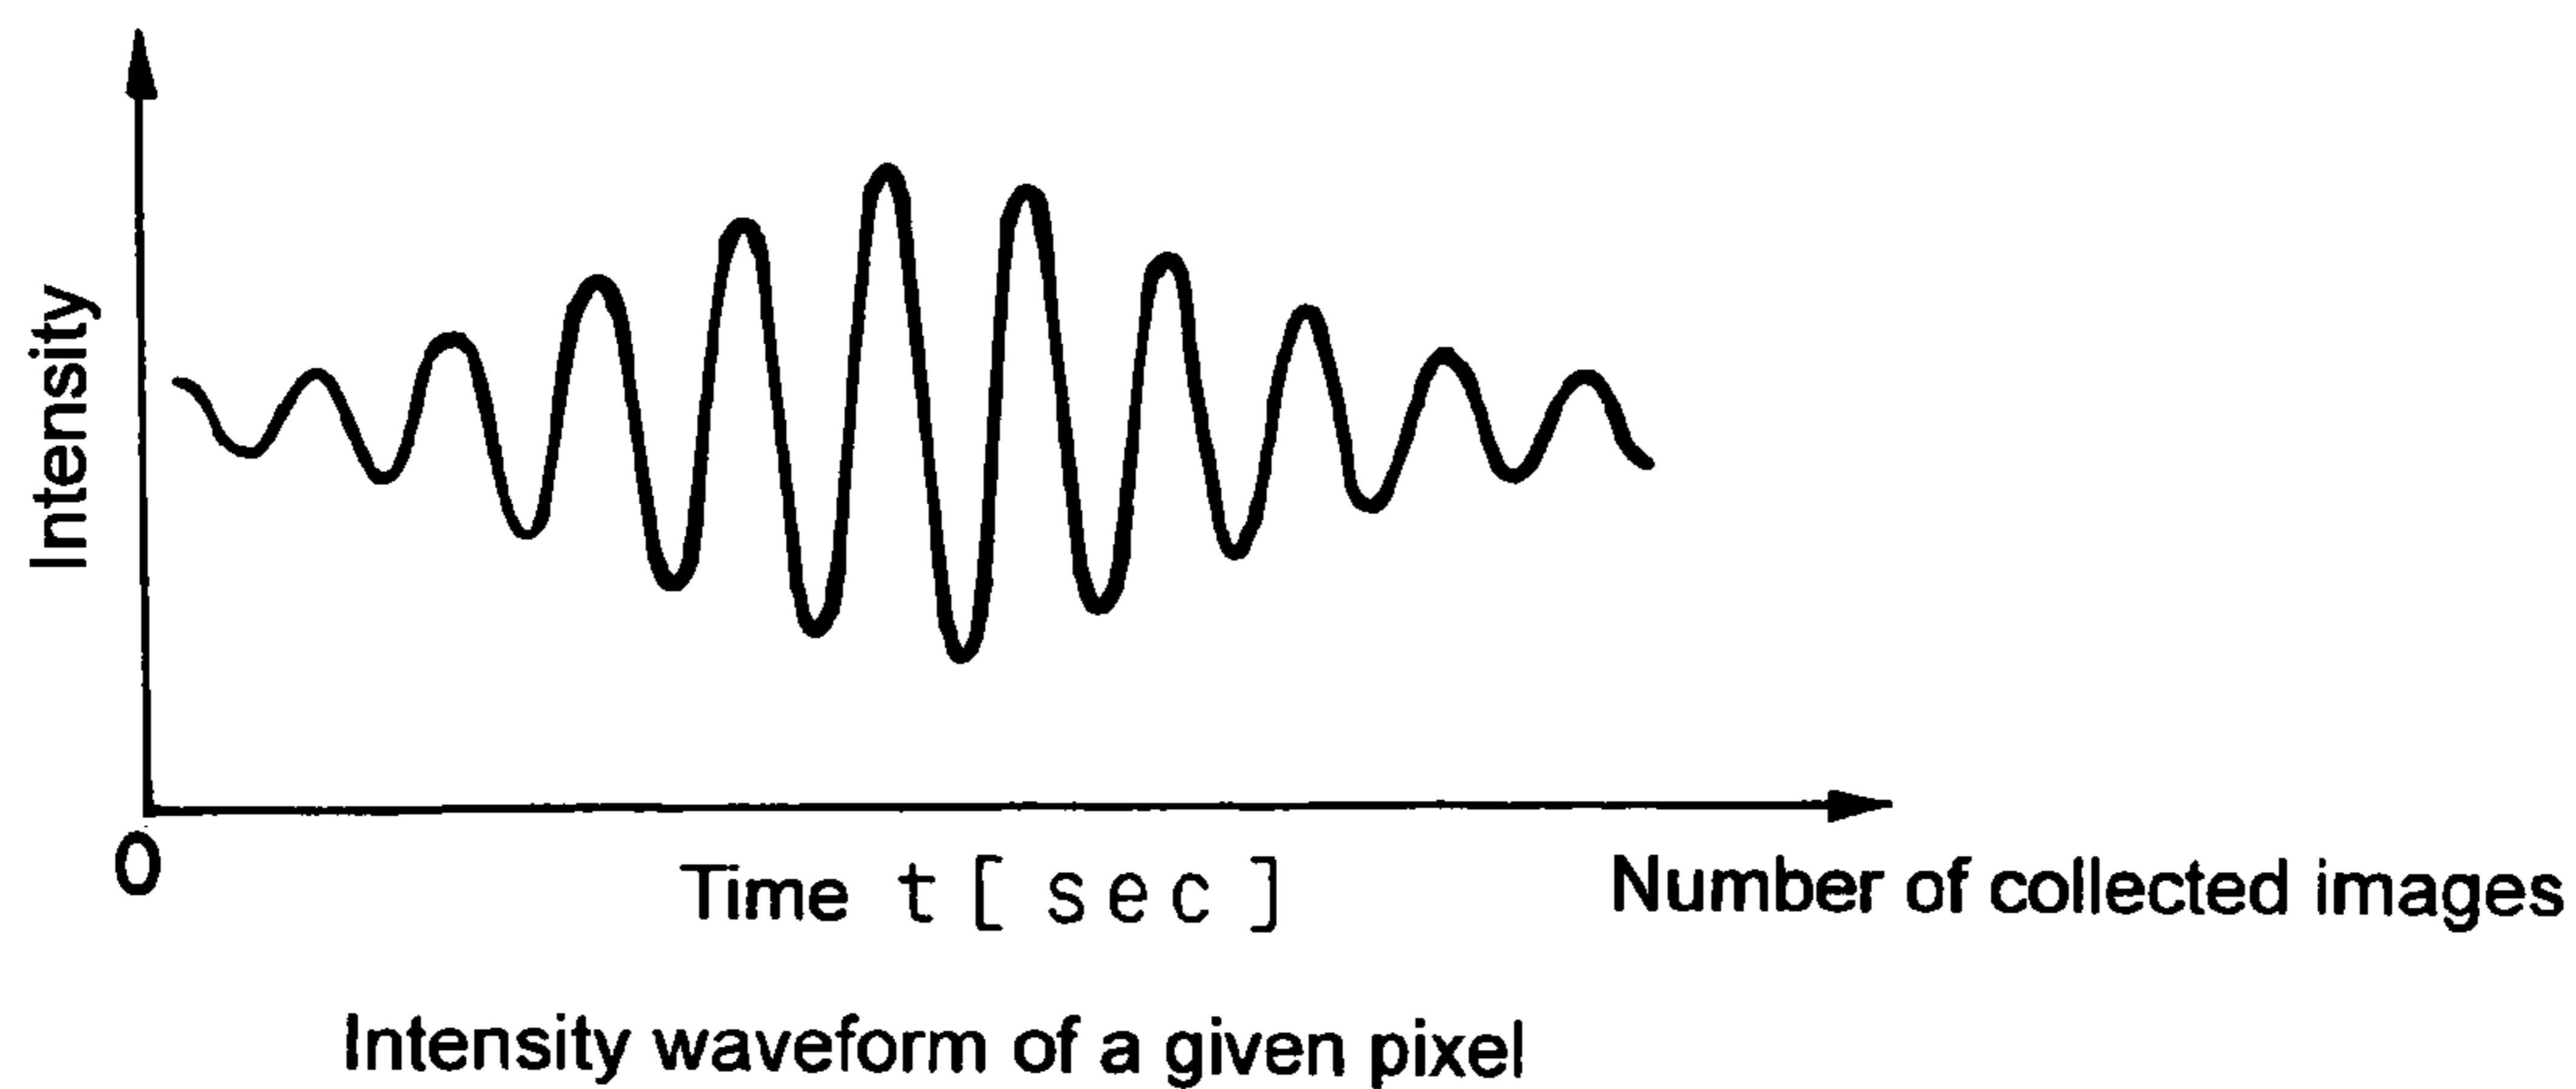 Intensity
0
Time t [ sec ]
Number of collected images
Intensity waveform of a given pixel